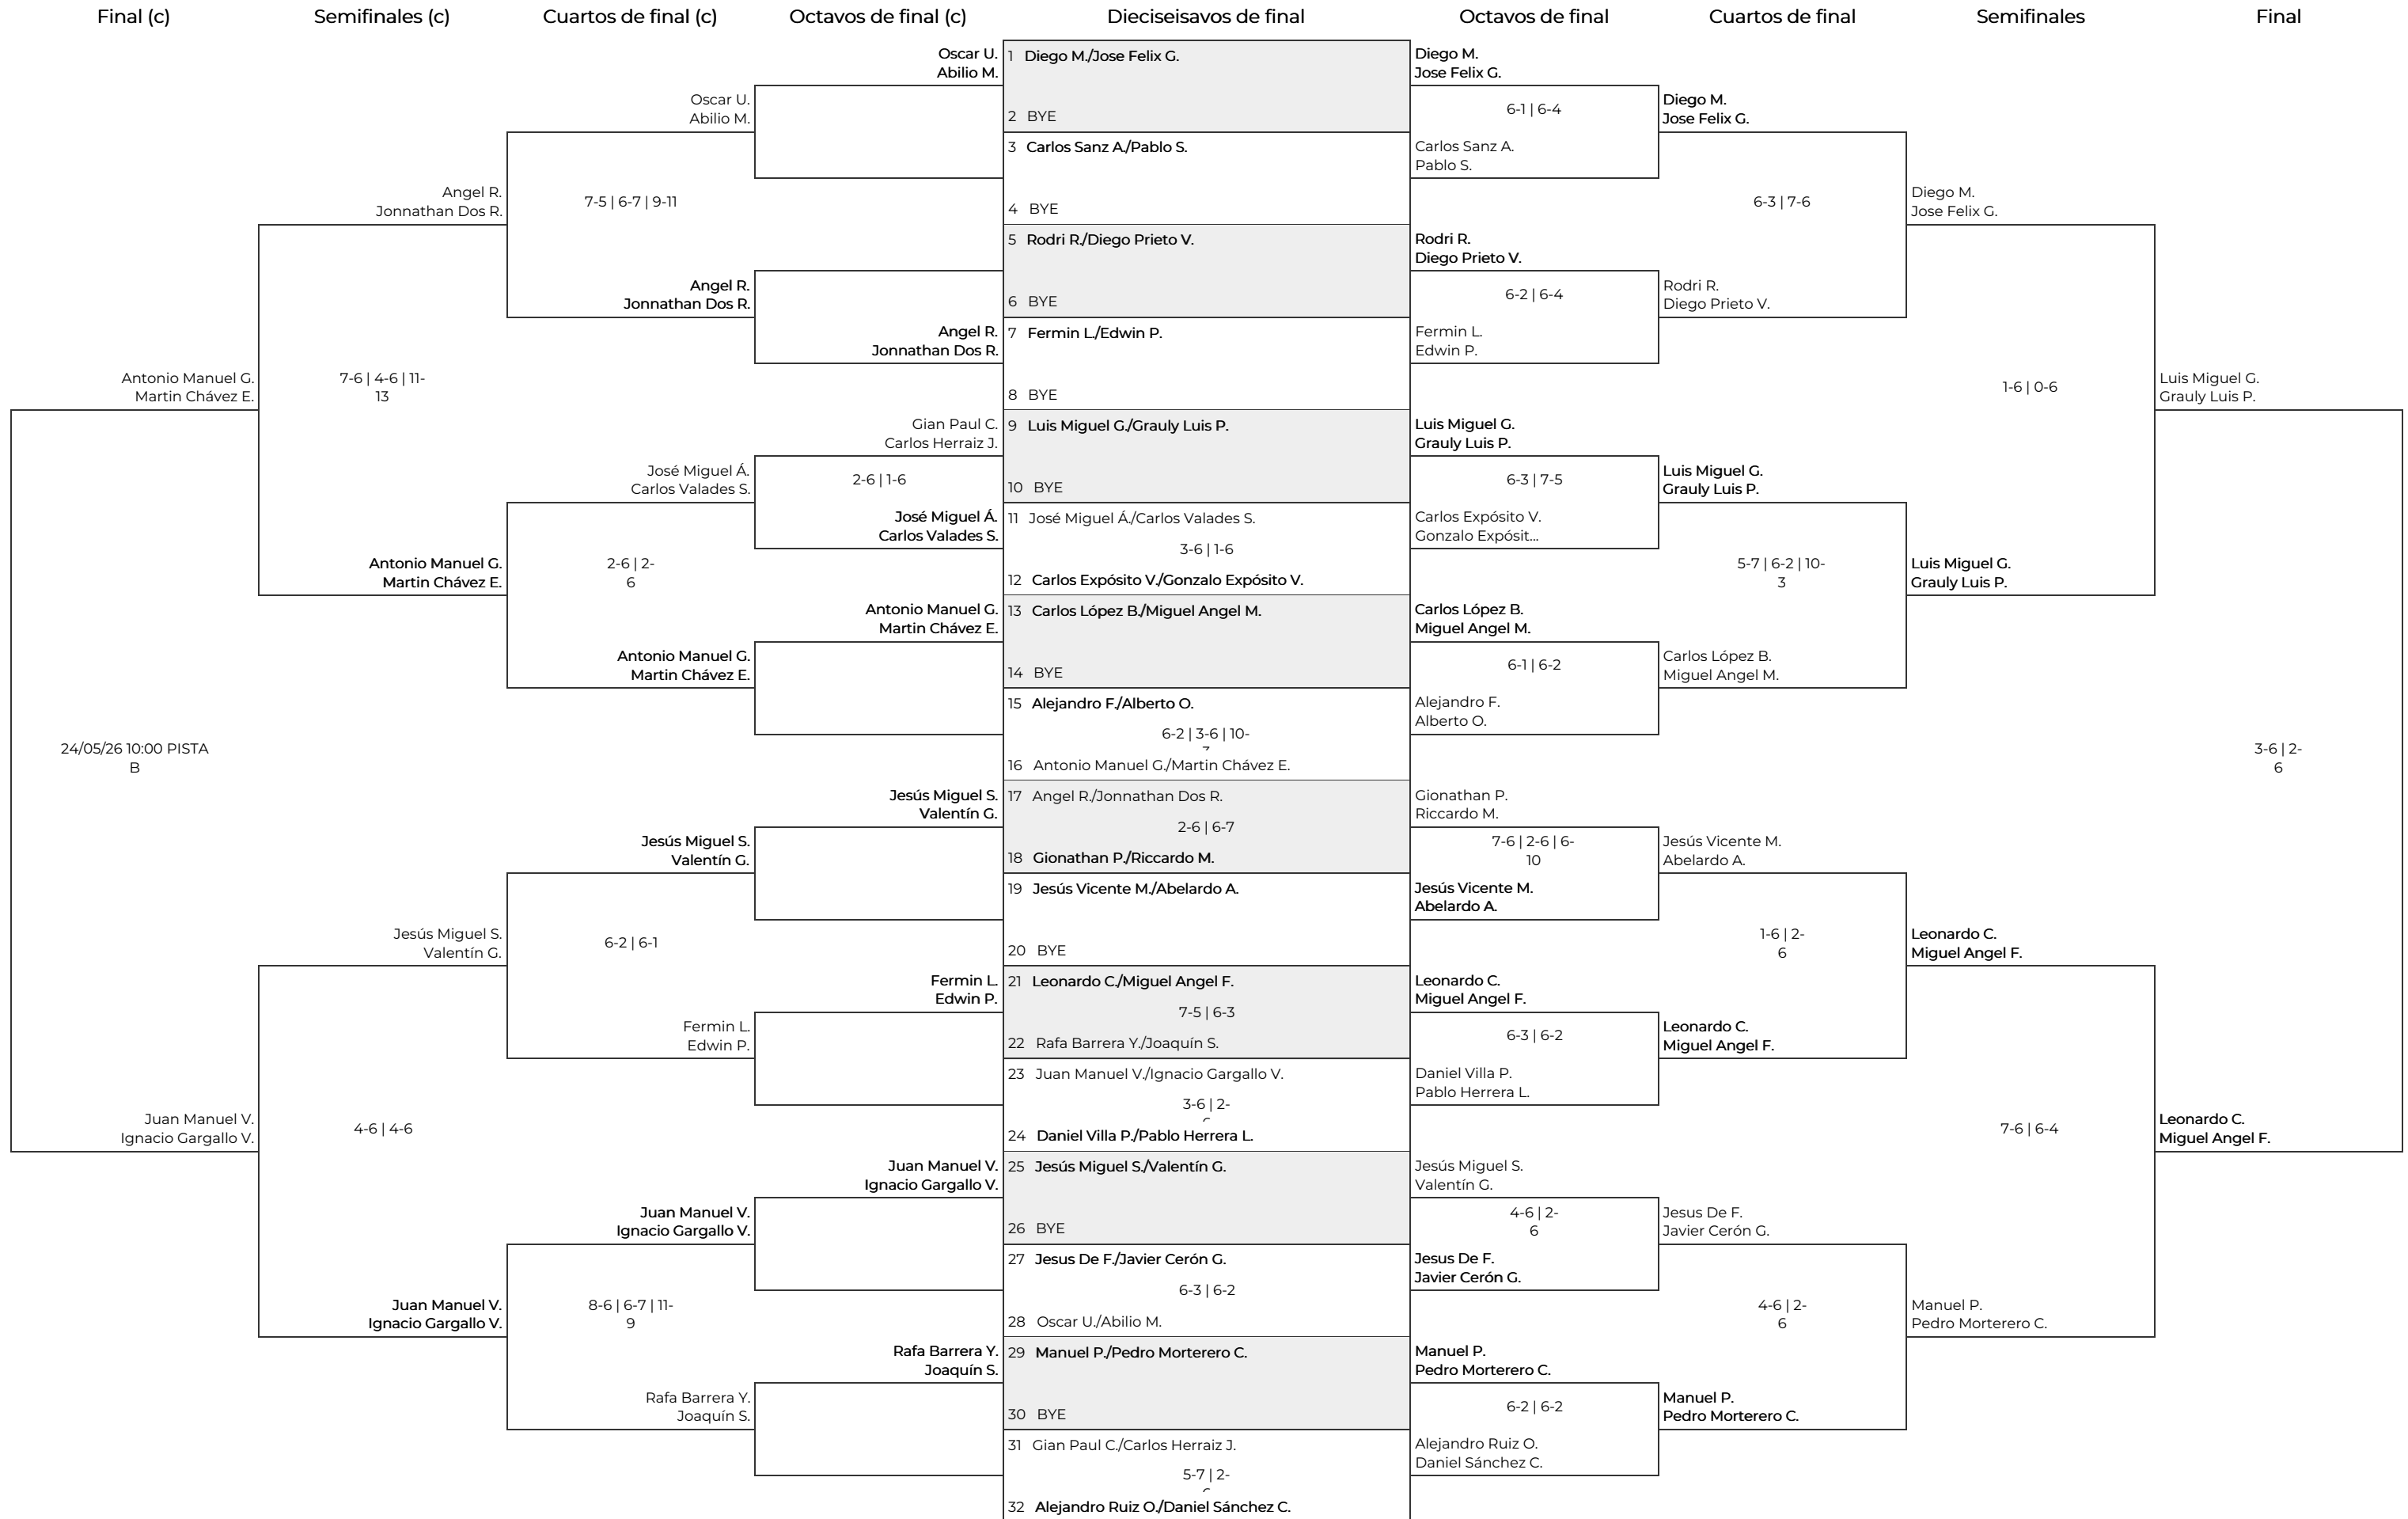 Final (c)
Semifinales (c)
Cuartos de final (c)
Octavos de final (c)
Dieciseisavos de final
Octavos de final
Cuartos de final
Semifinales
Final
Antonio Manuel G.
Martin Chávez E.
24/05/26 10:00 PISTA
B
Juan Manuel V.
Ignacio Gargallo V.
Angel R.
Jonnathan Dos R.
7-6 | 4-6 | 11-
13
Antonio Manuel G.
Martin Chávez E.
Jesús Miguel S.
Valentín G.
4-6 | 4-6
Juan Manuel V.
Ignacio Gargallo V.
Oscar U.
Abilio M.
7-5 | 6-7 | 9-11
Angel R.
Jonnathan Dos R.
José Miguel Á.
Carlos Valades S.
2-6 | 2-
6
Antonio Manuel G.
Martin Chávez E.
Jesús Miguel S.
Valentín G.
6-2 | 6-1
Fermin L.
Edwin P.
Juan Manuel V.
Ignacio Gargallo V.
8-6 | 6-7 | 11-
9
Rafa Barrera Y.
Joaquín S.
Oscar U.
Abilio M.
Angel R.
Jonnathan Dos R.
Gian Paul C.
Carlos Herraiz J.
2-6 | 1-6
José Miguel Á.
Carlos Valades S.
Antonio Manuel G.
Martin Chávez E.
Jesús Miguel S.
Valentín G.
Fermin L.
Edwin P.
Juan Manuel V.
Ignacio Gargallo V.
Rafa Barrera Y.
Joaquín S.
1 Diego M./Jose Felix G.
2 BYE
3 Carlos Sanz A./Pablo S.
4 BYE
5 Rodri R./Diego Prieto V.
6 BYE
7 Fermin L./Edwin P.
8 BYE
9 Luis Miguel G./Grauly Luis P.
10 BYE
11 José Miguel Á./Carlos Valades S.
3-6 | 1-6
12 Carlos Expósito V./Gonzalo Expósito V.
13 Carlos López B./Miguel Angel M.
14 BYE
15 Alejandro F./Alberto O.
6-2 | 3-6 | 10-
16 Antonio Manuel G./Martin Chávez E.
17 Angel R./Jonnathan Dos R.
2-6 | 6-7
18 Gionathan P./Riccardo M.
19 Jesús Vicente M./Abelardo A.
20 BYE
21 Leonardo C./Miguel Angel F.
7-5 | 6-3
22 Rafa Barrera Y./Joaquín S.
23 Juan Manuel V./Ignacio Gargallo V.
3-6 | 2-
24 Daniel Villa P./Pablo Herrera L.
25 Jesús Miguel S./Valentín G.
26 BYE
27 Jesus De F./Javier Cerón G.
6-3 | 6-2
28 Oscar U./Abilio M.
29 Manuel P./Pedro Morterero C.
30 BYE
31 Gian Paul C./Carlos Herraiz J.
5-7 | 2-
32 Alejandro Ruiz O./Daniel Sánchez C.
Diego M.
Jose Felix G.
6-1 | 6-4
Carlos Sanz A.
Pablo S.
Rodri R.
Diego Prieto V.
6-2 | 6-4
Fermin L.
Edwin P.
Luis Miguel G.
Grauly Luis P.
6-3 | 7-5
Carlos Expósito V.
Gonzalo Expósit...
Carlos López B.
Miguel Angel M.
6-1 | 6-2
Alejandro F.
Alberto O.
Gionathan P.
Riccardo M.
7-6 | 2-6 | 6-
10
Jesús Vicente M.
Abelardo A.
Leonardo C.
Miguel Angel F.
6-3 | 6-2
Daniel Villa P.
Pablo Herrera L.
Jesús Miguel S.
Valentín G.
4-6 | 2-
6
Jesus De F.
Javier Cerón G.
Manuel P.
Pedro Morterero C.
6-2 | 6-2
Alejandro Ruiz O.
Daniel Sánchez C.
Diego M.
Jose Felix G.
6-3 | 7-6
Rodri R.
Diego Prieto V.
Luis Miguel G.
Grauly Luis P.
5-7 | 6-2 | 10-
3
Carlos López B.
Miguel Angel M.
Jesús Vicente M.
Abelardo A.
1-6 | 2-
6
Leonardo C.
Miguel Angel F.
Jesus De F.
Javier Cerón G.
4-6 | 2-
6
Manuel P.
Pedro Morterero C.
Diego M.
Jose Felix G.
1-6 | 0-6
Luis Miguel G.
Grauly Luis P.
Leonardo C.
Miguel Angel F.
7-6 | 6-4
Manuel P.
Pedro Morterero C.
Luis Miguel G.
Grauly Luis P.
3-6 | 2-
6
Leonardo C.
Miguel Angel F.